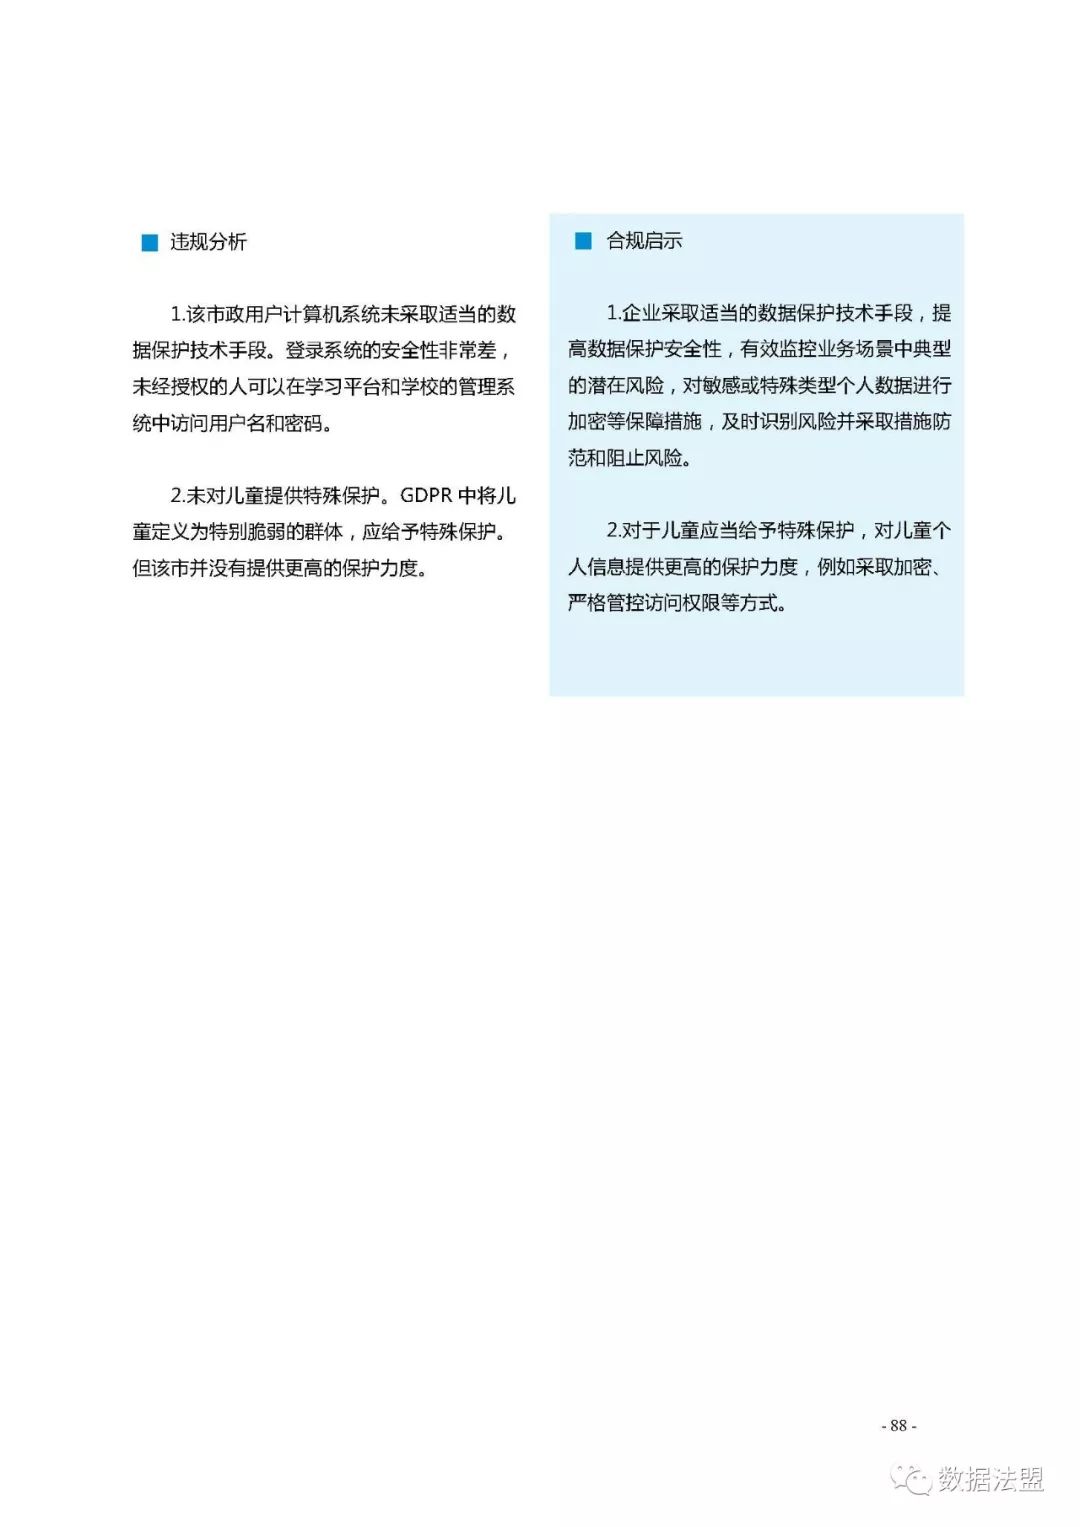 违规分析
1.该市政用户计算机系统未采取适当的数
据保护技术手段。登录系统的安全性非常差，
未经授权的人可以在学习平台和学校的管理系
统中访问用户名和密码。
2.未对儿童提供特殊保护。GDPR 中将儿
童定义为特别脆弱的群体，应给予特殊保护。
但该市并没有提供更高的保护力度。
合规启示
1.企业采取适当的数据保护技术手段，提
高数据保护安全性，有效监控业务场景中典型
的潜在风险，对敏感或特殊类型个人数据进行
加密等保障措施，及时识别风险并采取措施防
范和阻止风险。
2.对于儿童应当给予特殊保护，对儿童个
人信息提供更高的保护力度，例如采取加密、
严格管控访问权限等方式。
- 88 -
数据法盟